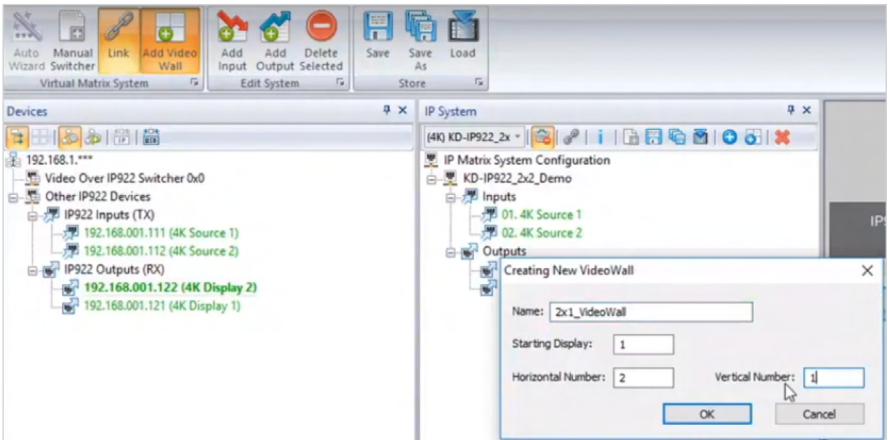 Auto Wizard
Manual Switcher
Link
Add Video Wall
Add Input
Add Output
Delete Selected
Save
Save As
Load
Virtual Matrix System
Edit System
Store
Devices
192.168.1.***
Video Over IP922 Switcher 0x0
Other IP922 Devices
IP922 Inputs (TX)
192.168.001.111 (4K Source 1)
192.168.001.112 (4K Source 2)
IP922 Outputs (RX)
192.168.001.122 (4K Display 2)
192.168.001.121 (4K Display 1)
IP System
(4K) KD-IP922_2x
IP Matrix System Configuration
KD-IP922_2x2_Demo
Inputs
01. 4K Source 1
02. 4K Source 2
Outputs
Creating New VideoWall
Name: 2x1_VideoWall
Starting Display: 1
Horizontal Number: 2 Vertical Number: 1
OK Cancel